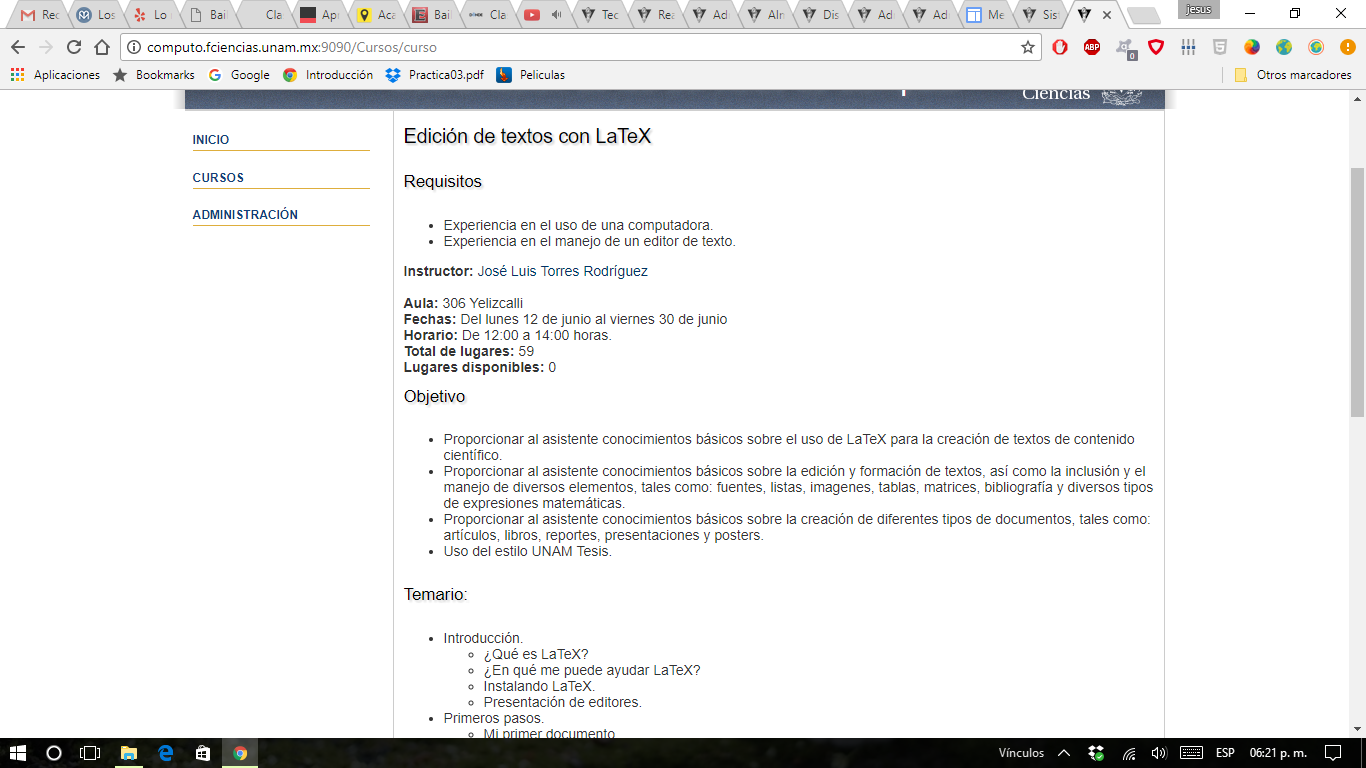 Rec
Los
Lo
Bai
Cla
Apr
Aca
Bai
Cla
Tec
Rea
Ad
Alr
Dis
Ad
Ad
Me
Sis
jesus
computo.fciencias.unam.mx:9090/Cursos/curso
ABP
0
Aplicaciones
Bookmarks
Google
Introducción
Practica03.pdf
Peliculas
Otros marcadores
Ciencias
INICIO
CURSOS
ADMINISTRACIÓN
Edición de textos con LaTeX
Requisitos
Experiencia en el uso de una computadora.
Experiencia en el manejo de un editor de texto.
Instructor: José Luis Torres Rodríguez
Aula: 306 Yelizcalli
Fechas: Del lunes 12 de junio al viernes 30 de junio
Horario: De 12:00 a 14:00 horas.
Total de lugares: 59
Lugares disponibles: 0
Objetivo
Proporcionar al asistente conocimientos básicos sobre el uso de LaTeX para la creación de textos de contenido
científico.
Proporcionar al asistente conocimientos básicos sobre la edición y formación de textos, así como la inclusión y el
manejo de diversos elementos, tales como: fuentes, listas, imagenes, tablas, matrices, bibliografía y diversos tipos
de expresiones matemáticas.
Proporcionar al asistente conocimientos básicos sobre la creación de diferentes tipos de documentos, tales como:
artículos, libros, reportes, presentaciones y posters.
Uso del estilo UNAM Tesis.
Temario:
Introducción.
¿Qué es LaTeX?
¿En qué me puede ayudar LaTeX?
Instalando LaTeX.
Presentación de editores.
Primeros pasos.
Mi primer documento
Vínculos
ESP
06:21 p. m.